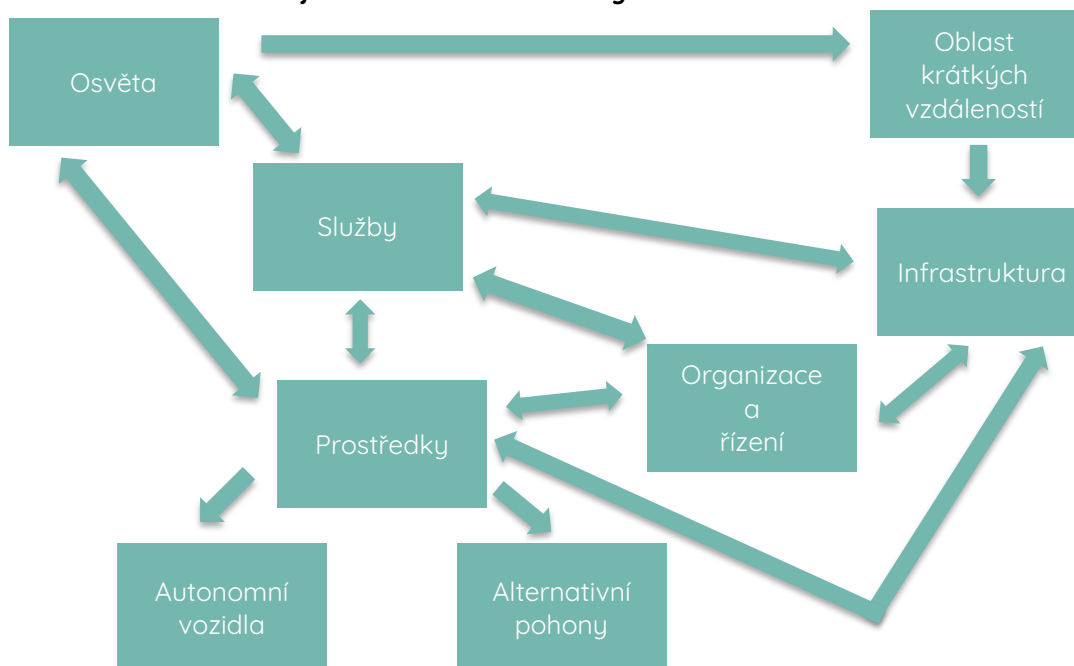 Osvěta
Oblast
krátkých
vzdáleností
Služby
Infrastruktura
Organizace
a
řízení
Prostředky
Autonomní
vozidla
Alternativní
pohony